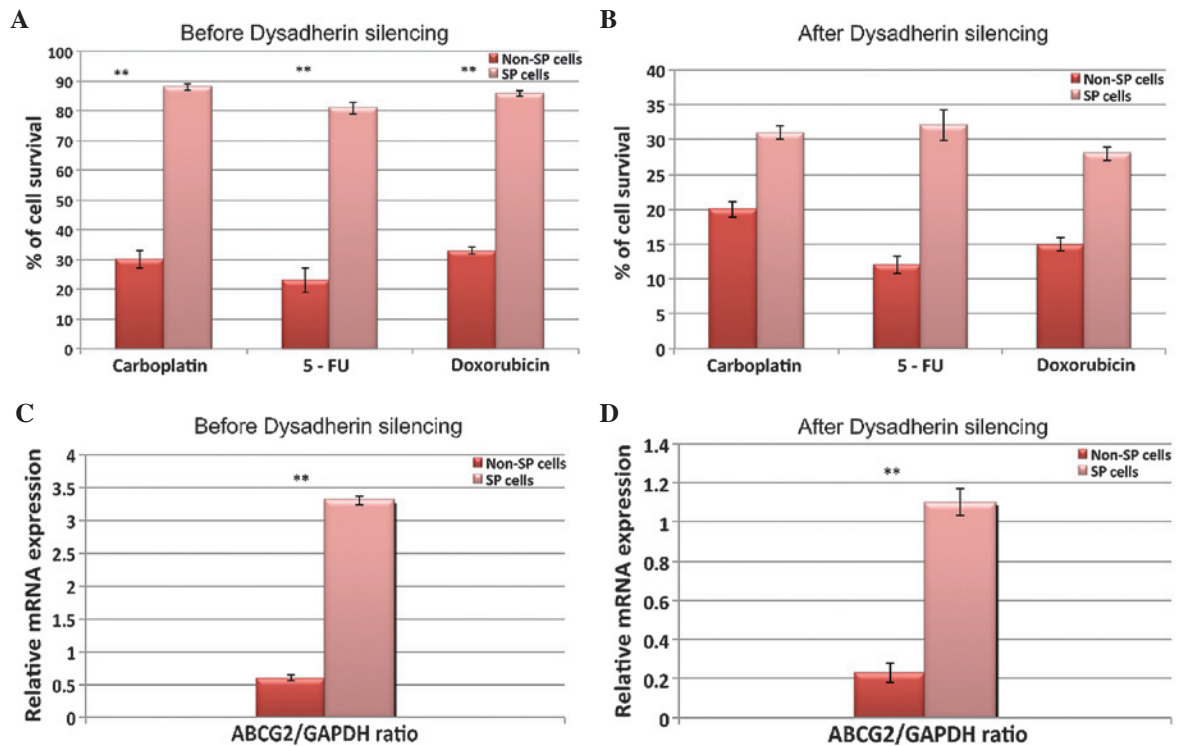 A
Before Dysadherin silencing
% of cell survival
100
90
80
70
60
50
40
30
20
10
0
**
**
**
Non-SP cells
SP cells
Carboplatin
5 - FU
Doxorubicin
B
After Dysadherin silencing
% of cell survival
40
35
30
25
20
15
10
5
0
Non-SP cells
SP cells
Carboplatin
5 - FU
Doxorubicin
C
Before Dysadherin silencing
Relative mRNA expression
4
3.5
3
2.5
2
1.5
1
0.5
0
**
Non-SP cells
SP cells
ABCG2/GAPDH ratio
D
After Dysadherin silencing
Relative mRNA expression
1.4
1.2
1
0.8
0.6
0.4
0.2
0
**
Non-SP cells
SP cells
ABCG2/GAPDH ratio